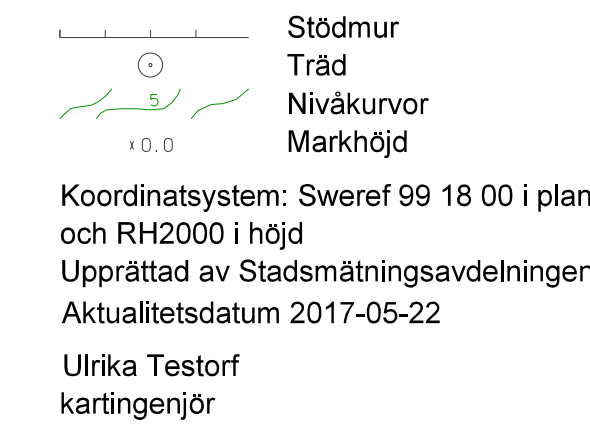 Stödmur
Träd
5 Nivåkurvor
x 0.0 Markhöjd
Koordinatsystem: Sweref 99 18 00 i plan
och RH2000 i höjd
Upprättad av Stadsmätningsavdelningen
Aktualitetsdatum 2017-05-22
Ulrika Testorf
kartingenjör